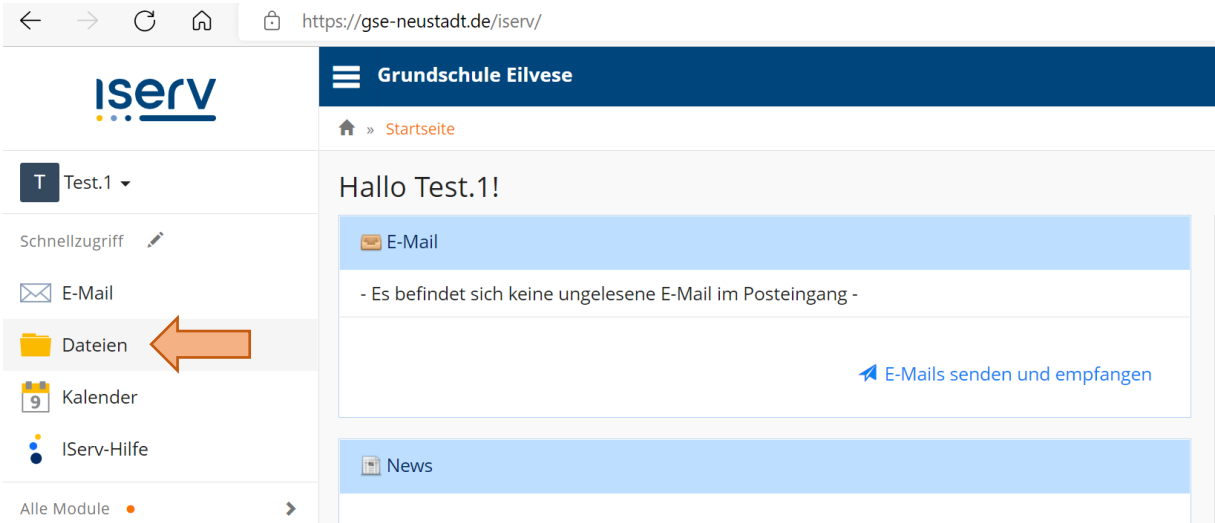 https://gse-neustadt.de/iserv/
Iserv
Grundschule Eilvese
» Startseite
T Test.1
Hallo Test.1!
Schnellzugriff
E-Mail
Dateien
9 Kalender
IServ-Hilfe
Alle Module
E-Mail
- Es befindet sich keine ungelesene E-Mail im Posteingang -
E-Mails senden und empfangen
News